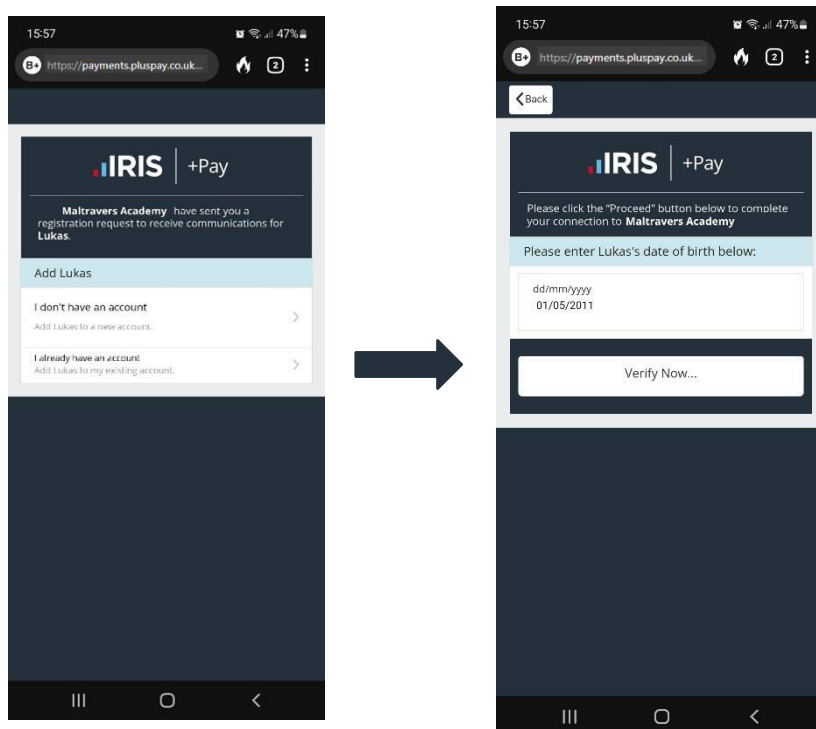 15:57
47%
B+ https://payments.pluspay.co.uk... 2
IRIS +Pay
Maltravers Academy have sent you a
registration request to receive communications for
Lukas.
Add Lukas
I don't have an account
Add Lukas to a new account.
I already have an account
Add Lukas to my existing account.
15:57
47%
B+ https://payments.pluspay.co.uk... 2
Back
IRIS +Pay
Please click the "Proceed" button below to complete
your connection to Maltravers Academy
Please enter Lukas's date of birth below:
dd/mm/yyyy
01/05/2011
Verify Now...